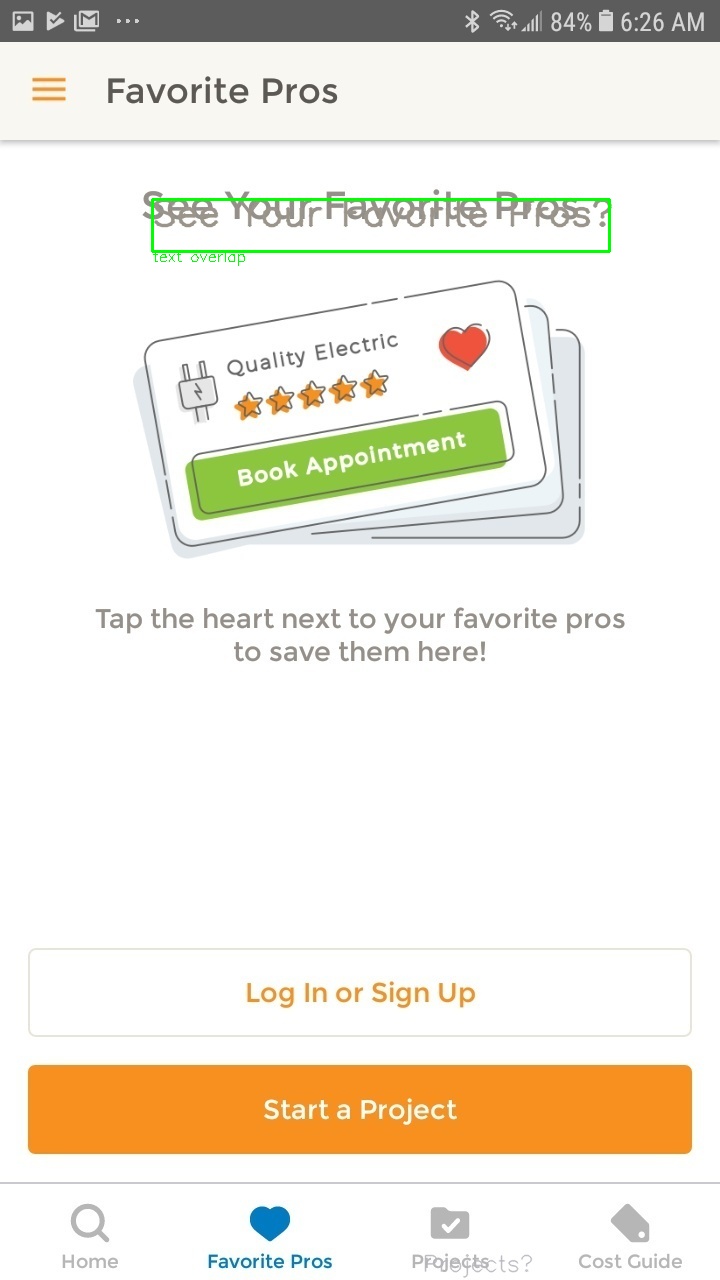 84% 6:26 AM
Favorite Pros
See Your Favorite Pros
See Your Favorite Pros?
text overlap
Quality Electric
Book Appointment
Tap the heart next to your favorite pros
to save them here!
Log In or Sign Up
Start a Project
Home Favorite Pros Projects Projects? Cost Guide